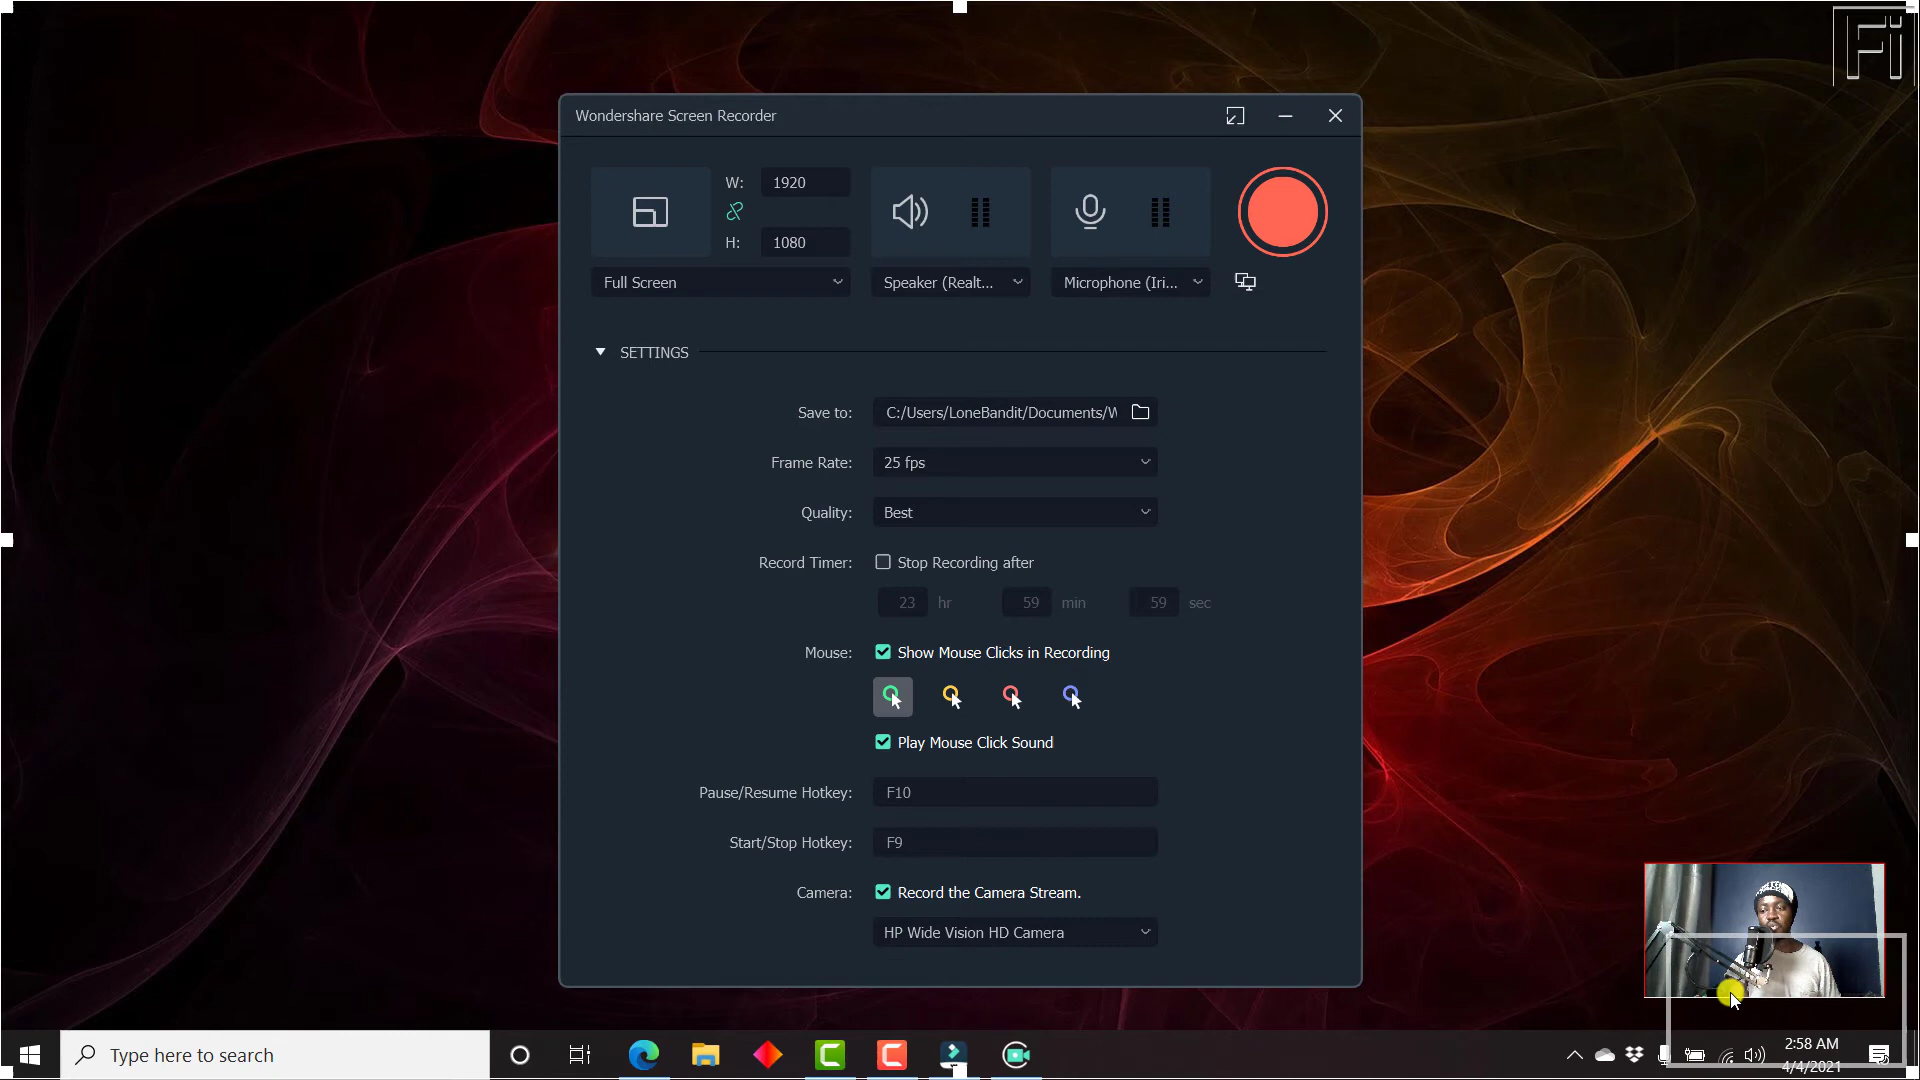 Fi
Wondershare Screen Recorder
W: 1920
H: 1080
Full Screen
Speaker (Realt...
Microphone (Iri...
SETTINGS
Save to: C:/Users/LoneBandit/Documents/W
Frame Rate: 25 fps
Quality: Best
Record Timer: Stop Recording after
23 hr 59 min 59 sec
Mouse: Show Mouse Clicks in Recording
Play Mouse Click Sound
Pause/Resume Hotkey: F10
Start/Stop Hotkey: F9
Camera: Record the Camera Stream.
HP Wide Vision HD Camera
Type here to search
2:58 AM
4/4/2021